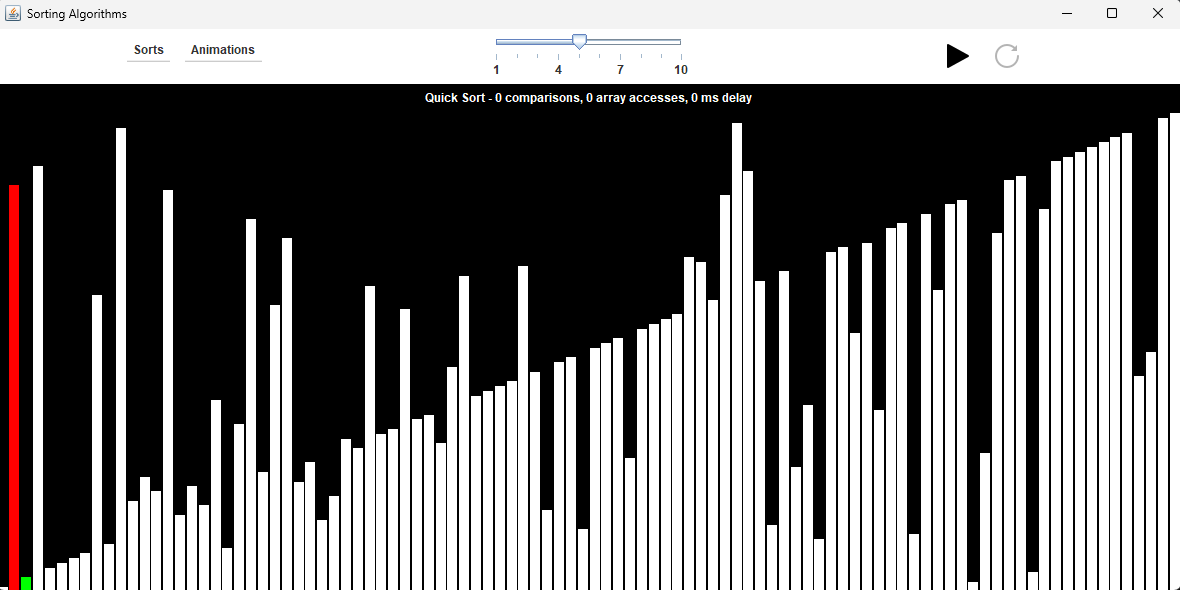 Sorting Algorithms
Sorts Animations
1 4 7 10
Quick Sort - 0 comparisons, 0 array accesses, 0 ms delay